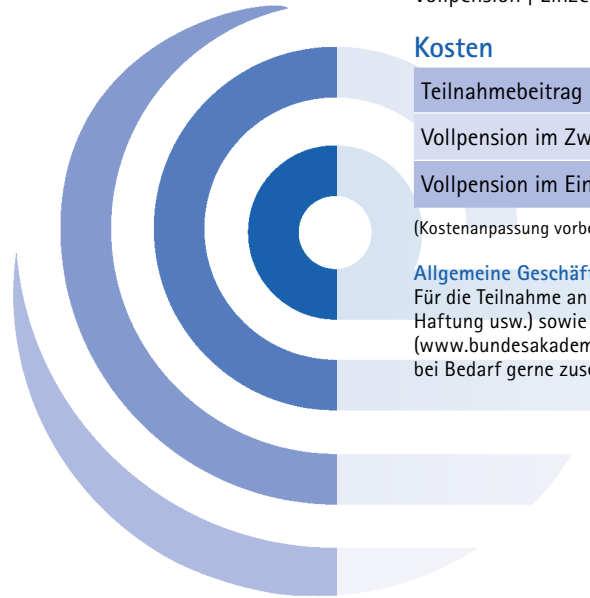 Vollpension | Einze
Kosten
Teilnahmebeitrag
Vollpension im Zw
Vollpension im Ein
(Kostenanpassung vorbe
Allgemeine Geschäft
Für die Teilnahme an
Haftung usw.) sowie
(www.bundesakadem
bei Bedarf gerne zuse